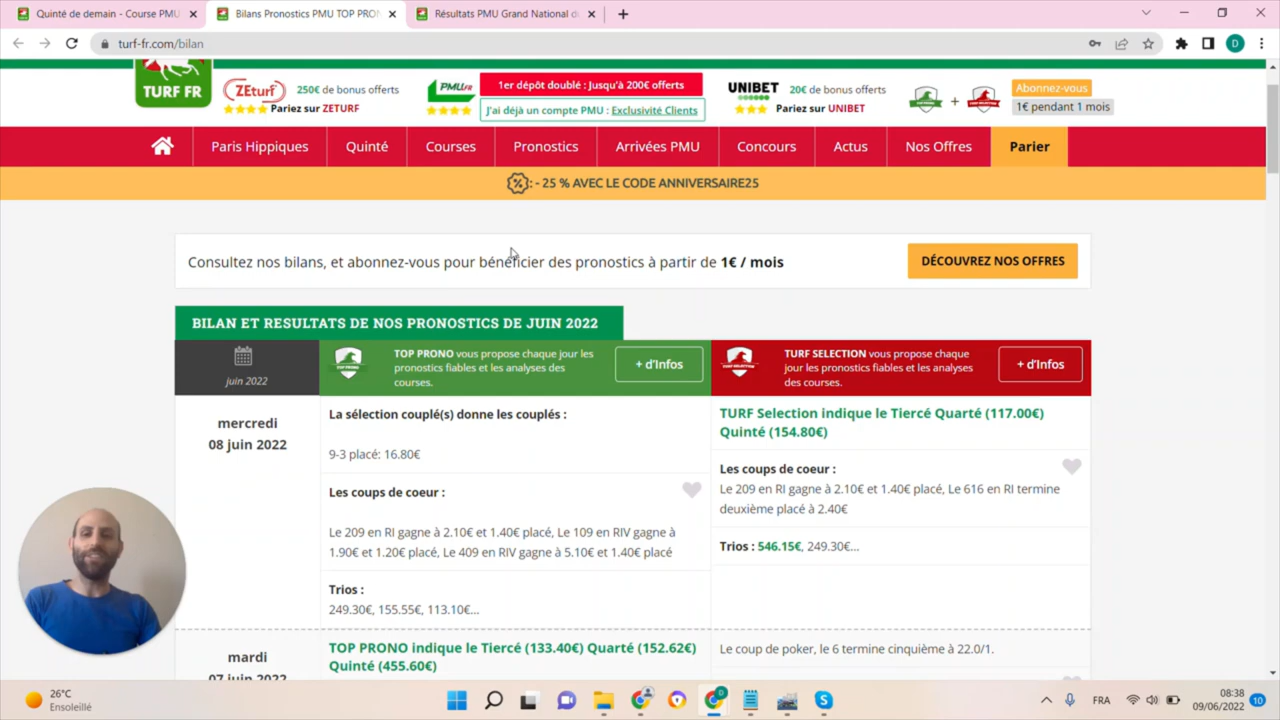 Quinté de demain - Course PMU
Bilans Pronostics PMU TOP PRON
Résultats PMU Grand National d
turf-fr.com/bilan
D
TURF FR
ZEturf
250€ de bonus offerts
Pariez sur ZETURF
PMU.FR
1er dépôt doublé : Jusqu'à 200€ offerts
J'ai déjà un compte PMU : Exclusivité Clients
UNIBET
20€ de bonus offerts
Pariez sur UNIBET
+
Abonnez-vous
1€ pendant 1 mois
Paris Hippiques
Quinté
Courses
Pronostics
Arrivées PMU
Concours
Actus
Nos Offres
Parier
: - 25 % AVEC LE CODE ANNIVERSAIRE25
Consultez nos bilans, et abonnez-vous pour bénéficier des pronostics à partir de 1€ / mois
DÉCOUVREZ NOS OFFRES
BILAN ET RESULTATS DE NOS PRONOSTICS DE JUIN 2022
juin 2022
TOP PRONO
TOP PRONO vous propose chaque jour les
pronostics fiables et les analyses des
courses.
+ d'Infos
TURF SELECTION vous propose chaque
jour les pronostics fiables et les analyses
des courses.
+ d'Infos
mercredi
08 juin 2022
La sélection couplé(s) donne les couplés :
9-3 placé: 16.80€
Les coups de coeur :
Le 209 en RI gagne à 2.10€ et 1.40€ placé, Le 109 en RIV gagne à
1.90€ et 1.20€ placé, Le 409 en RIV gagne à 5.10€ et 1.40€ placé
Trios :
249.30€, 155.55€, 113.10€...
TURF Selection indique le Tiercé Quarté (117.00€)
Quinté (154.80€)
Les coups de coeur :
Le 209 en RI gagne à 2.10€ et 1.40€ placé, Le 616 en RI termine
deuxième placé à 2.40€
Trios : 546.15€, 249.30€...
mardi
07 juin 2022
TOP PRONO indique le Tiercé (133.40€) Quarté (152.62€)
Quinté (455.60€)
Le coup de poker, le 6 termine cinquième à 22.0/1.
26°C
Ensoleillé
FRA
08:38
09/06/2022
10